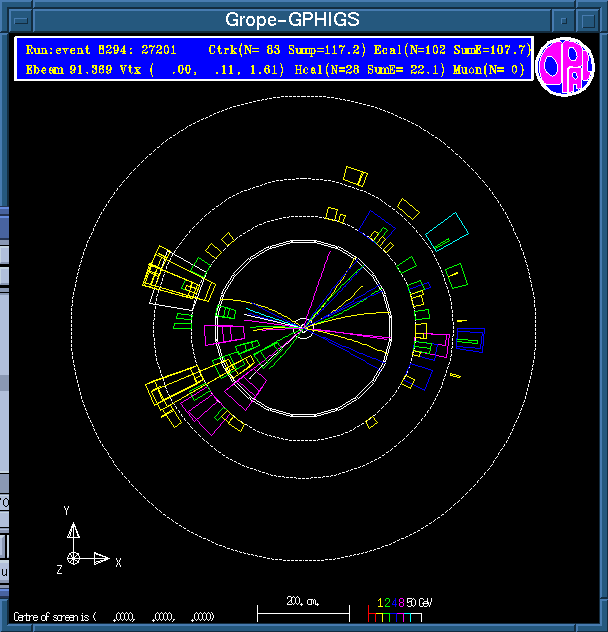 Grope-GPHIGS
Run:event 8294: 27201 Ctrk(N= 63 Sump=117.2) Ecal(N=102 SumE=107.7)
Ebeam 91.369 Vtx ( .00, .11, 1.61) Hcal(N=28 SumE= 22.1) Muon(N= 0)
OPAL
Y
X
Z
200. cm.
1 2 4 8 50 GeV
Centre of screen is ( .0000, .0000, .0000)